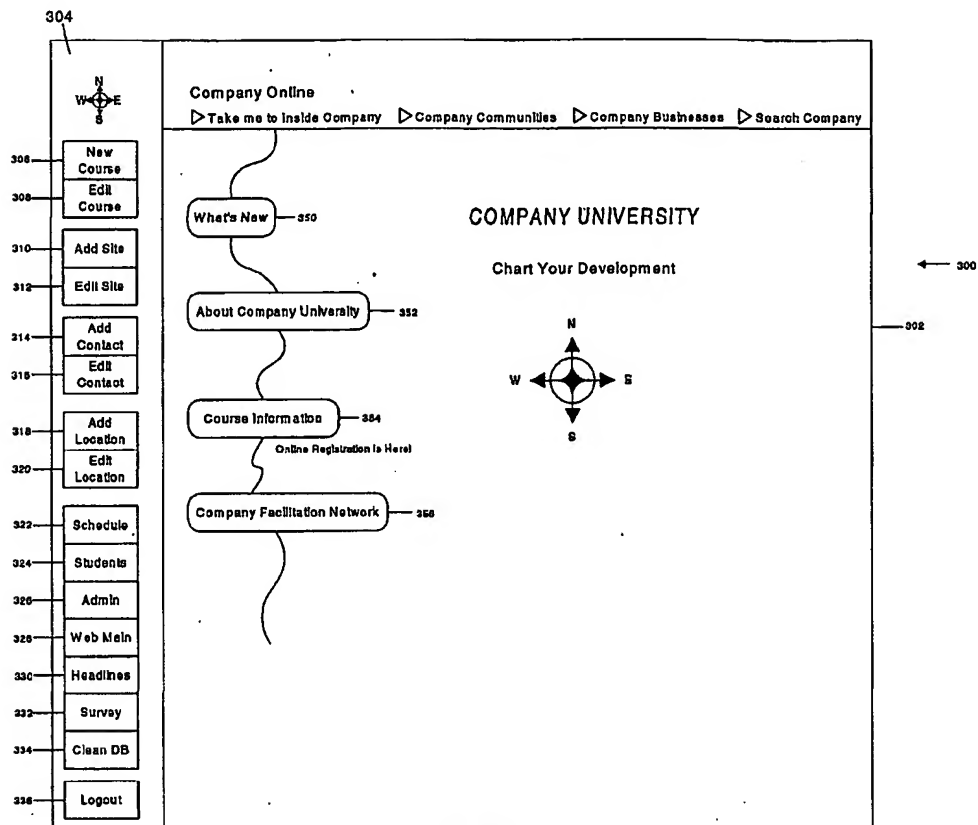 304
N
W E
S
Company Online
Take me to Inside Company Company Communities Company Businesses Search Company
306 New Course
308 Edit Course
310 Add Site
312 Edit Site
314 Add Contact
316 Edit Contact
318 Add Location
320 Edit Location
322 Schedule
324 Students
326 Admin
328 Web Main
330 Headlines
332 Survey
334 Clean DB
336 Logout
What's New 350
About Company University 352
Course Information 354
Online Registration is Here!
Company Facilitation Network 356
COMPANY UNIVERSITY
Chart Your Development
N
W E
S
300
302